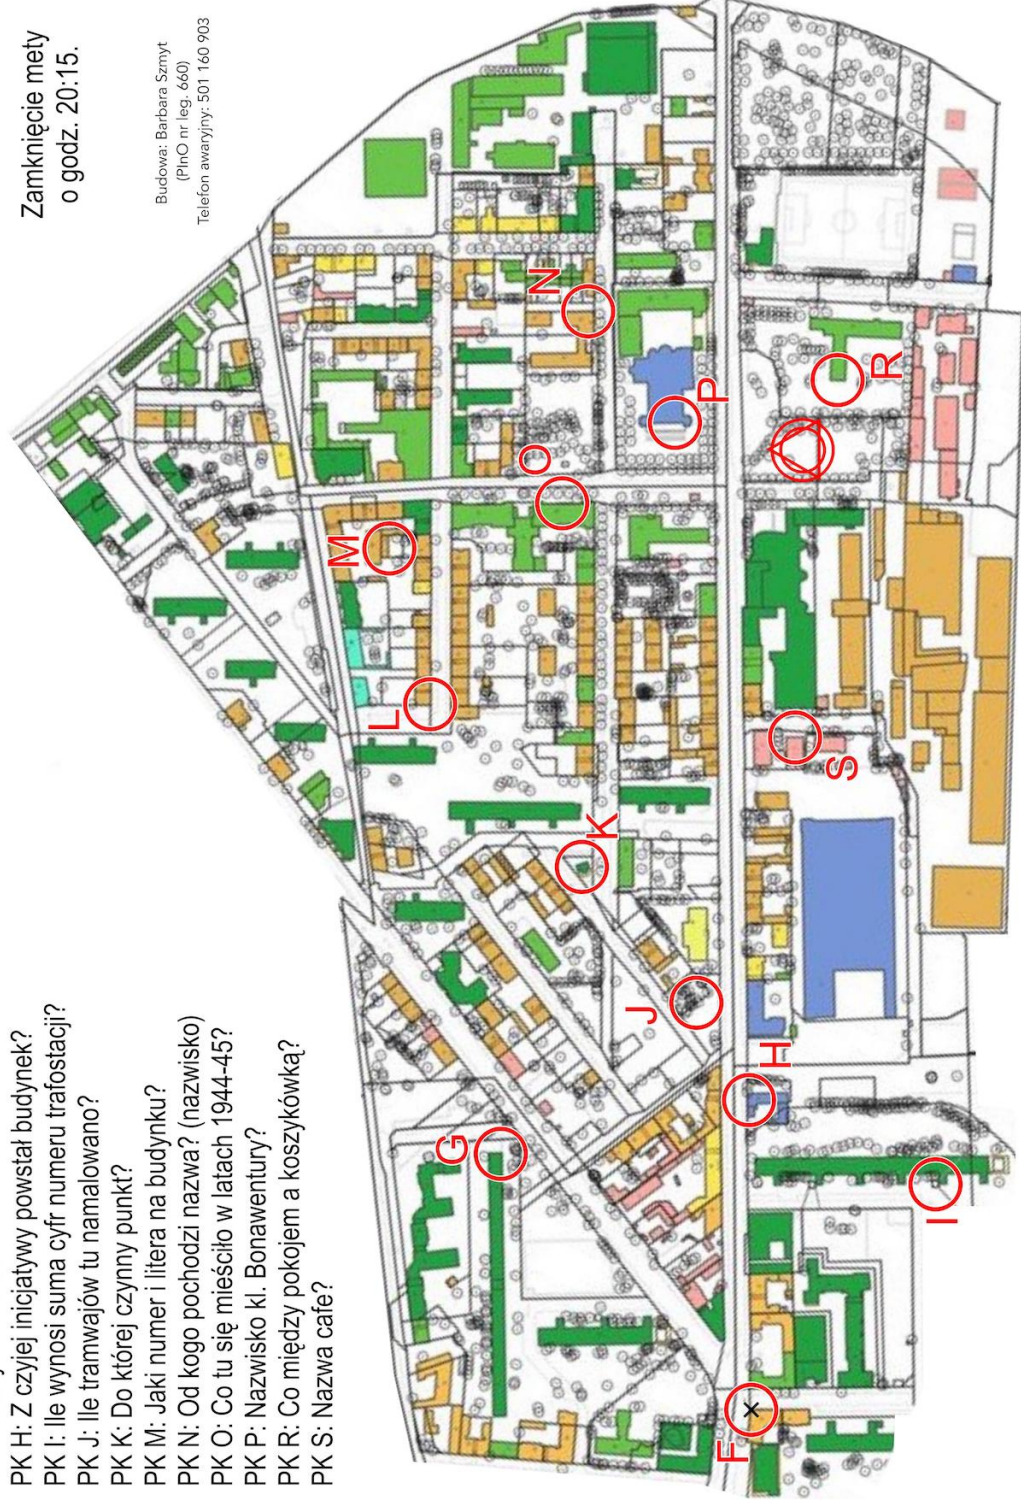 Zamknięcie mety
o godz. 20:15.
Budowa: Barbara Szmyt
(PInO nr leg. 660)
Telefon awaryjny: 501 160 903
PK H: Z czyjej inicjatywy powstał budynek?
PK I: Ile wynosi suma cyfr numeru trafostacji?
PK J: Ile tramwajów tu namalowano?
PK K: Do której czynny punkt?
PK M: Jaki numer i litera na budynku?
PK N: Od kogo pochodzi nazwa? (nazwisko)
PK O: Co tu się mieściło w latach 1944-45?
PK P: Nazwisko kl. Bonawentury?
PK R: Co między pokojem a koszykówką?
PK S: Nazwa cafe?
G
F
I
H
J
K
L
M
O
N
P
R
S